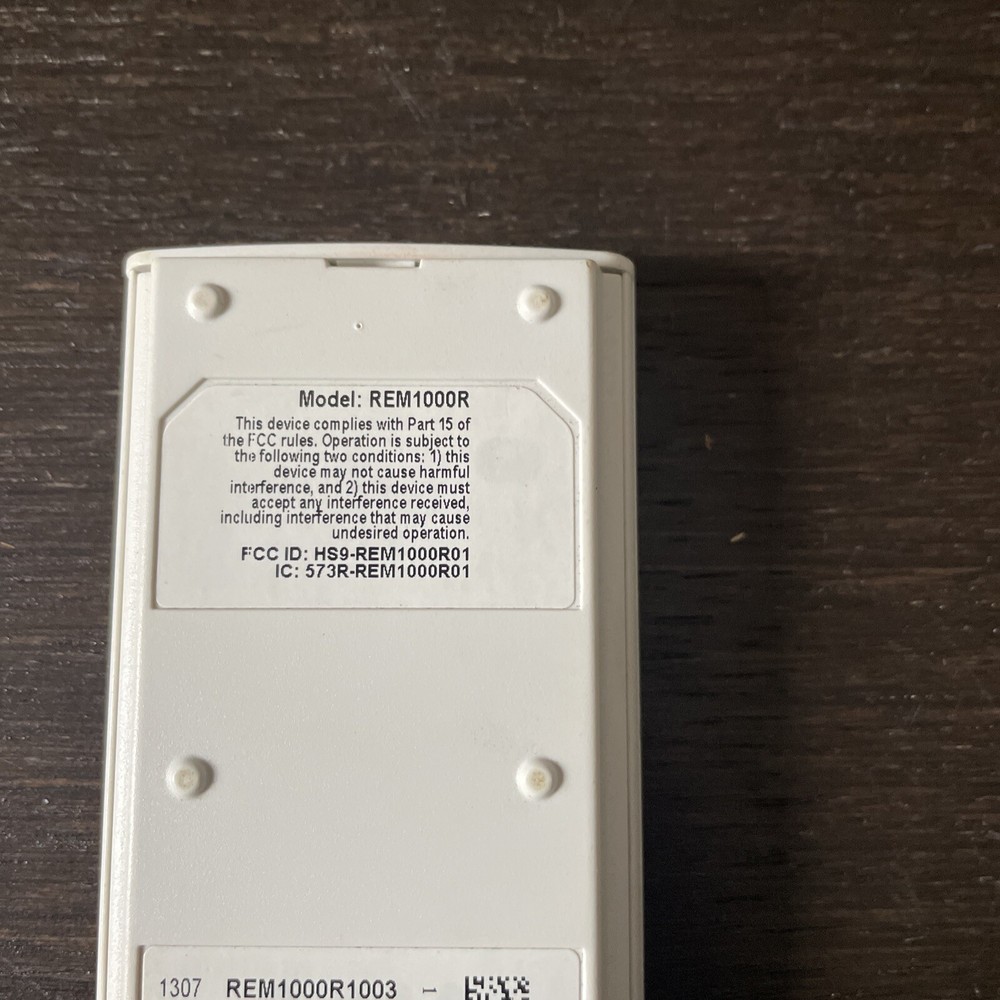 Model: REM1000R
This device complies with Part 15 of
the FCC rules. Operation is subject to
the following two conditions: 1) this
device may not cause harmful
interference, and 2) this device must
accept any interference received,
including interference that may cause
undesired operation.
FCC ID: HS9-REM1000R01
IC: 573R-REM1000R01
1307 REM1000R1003 1